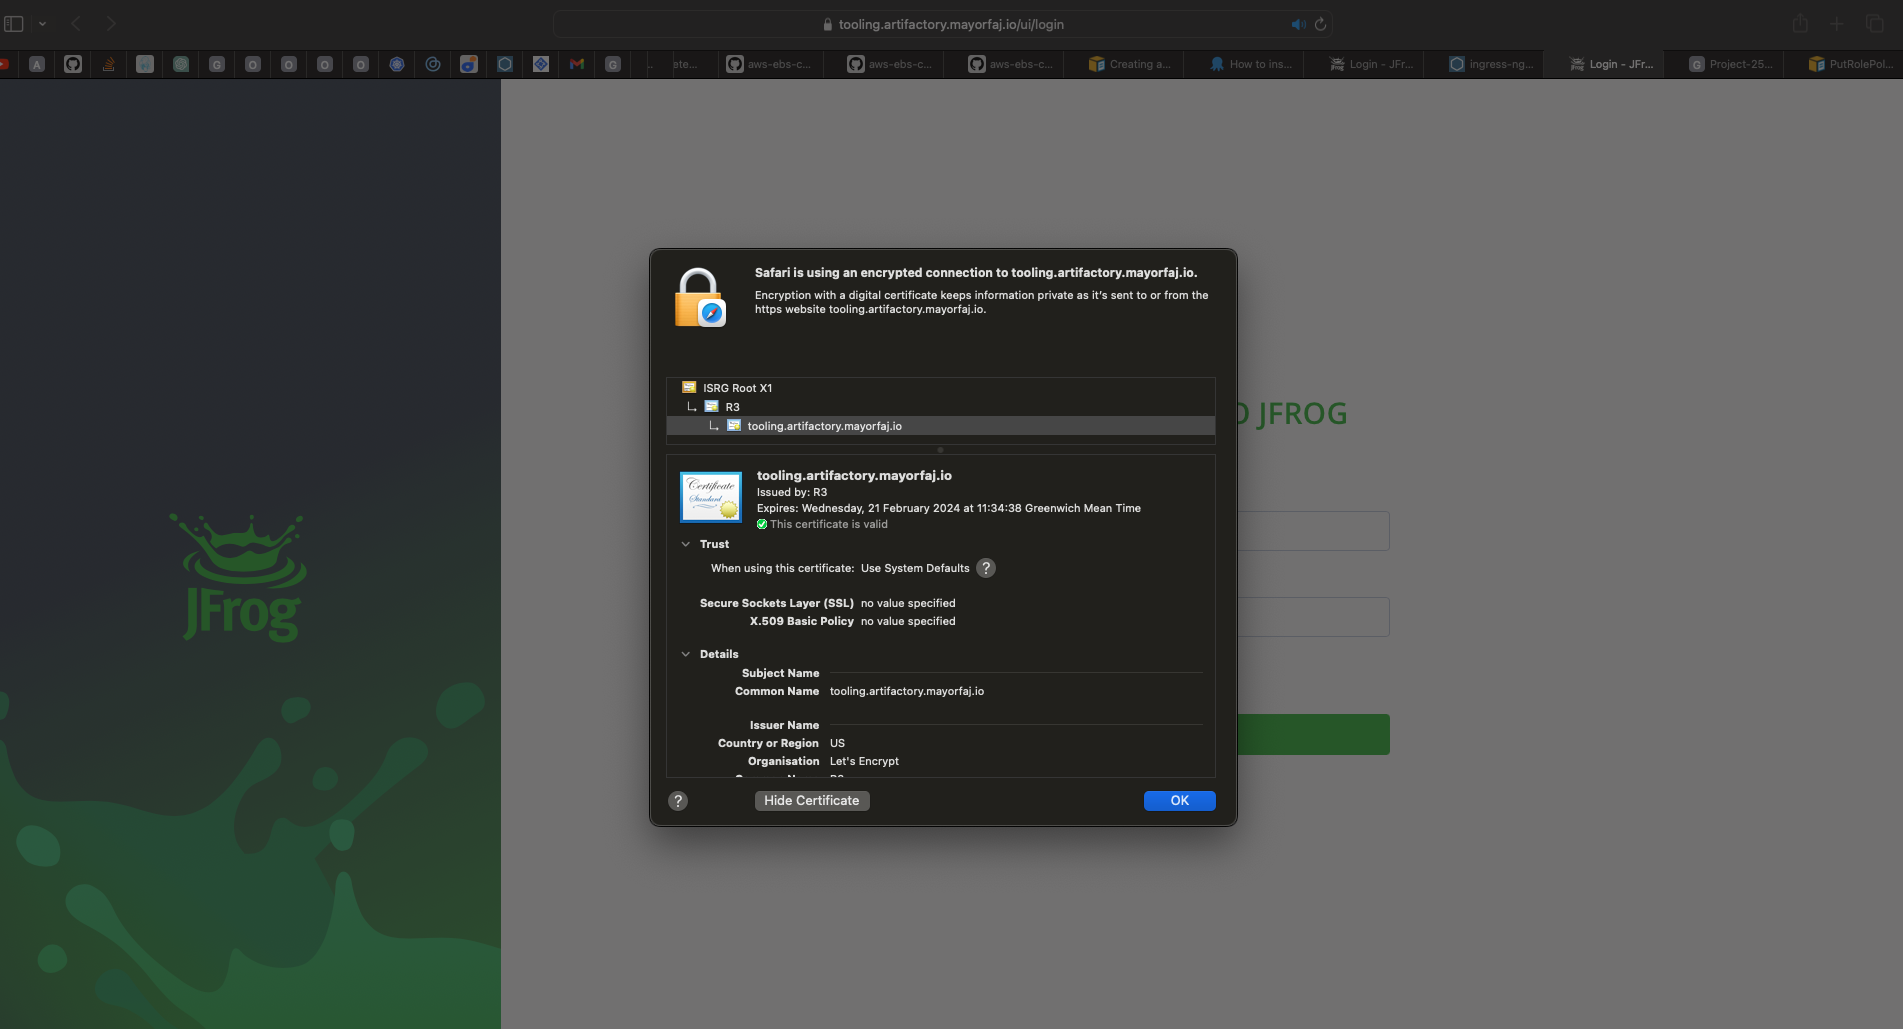 tooling.artifactory.mayorfaj.io/ui/login
A
G
O
O
O
O
G
ete...
aws-ebs-c...
aws-ebs-c...
aws-ebs-c...
Creating a...
How to ins...
Login - JFr...
ingress-ng...
Login - JFr...
G
Project-25...
PutRolePol...
Safari is using an encrypted connection to tooling.artifactory.mayorfaj.io.
Encryption with a digital certificate keeps information private as it's sent to or from the
https website tooling.artifactory.mayorfaj.io.
ISRG Root X1
R3
tooling.artifactory.mayorfaj.io
JFROG
Certificate
Standard
tooling.artifactory.mayorfaj.io
Issued by: R3
Expires: Wednesday, 21 February 2024 at 11:34:38 Greenwich Mean Time
This certificate is valid
Trust
When using this certificate: Use System Defaults ?
Secure Sockets Layer (SSL) no value specified
X.509 Basic Policy no value specified
Details
Subject Name
Common Name tooling.artifactory.mayorfaj.io
Issuer Name
Country or Region US
Organisation Let's Encrypt
? Hide Certificate OK
JFrog